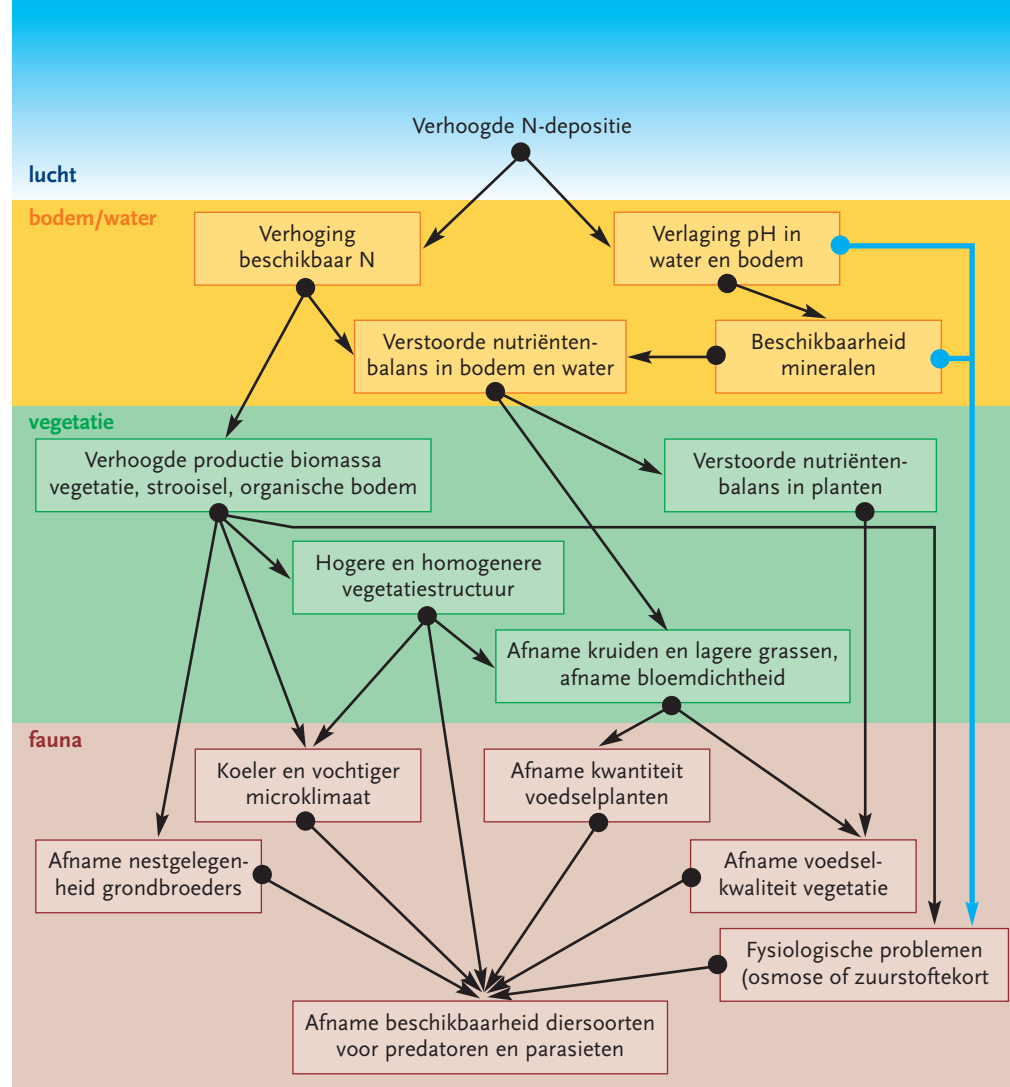 Verhoogde N-depositie
lucht
bodem/water
Verhoging
beschikbaar N
Verlaging pH in
water en bodem
Verstoorde nutriënten-
balans in bodem en water
Beschikbaarheid
mineralen
vegetatie
Verhoogde productie biomassa
vegetatie, strooisel, organische bodem
Verstoorde nutriënten-
balans in planten
Hogere en homogenere
vegetatiestructuur
Afname kruiden en lagere grassen,
afname bloemdichtheid
fauna
Koeler en vochtiger
microklimaat
Afname kwantiteit
voedselplanten
Afname nestgelegen-
heid grondbroeders
Afname voedsel-
kwaliteit vegetatie
Fysiologische problemen
(osmose of zuurstoftekort
Afname beschikbaarheid diersoorten
voor predatoren en parasieten